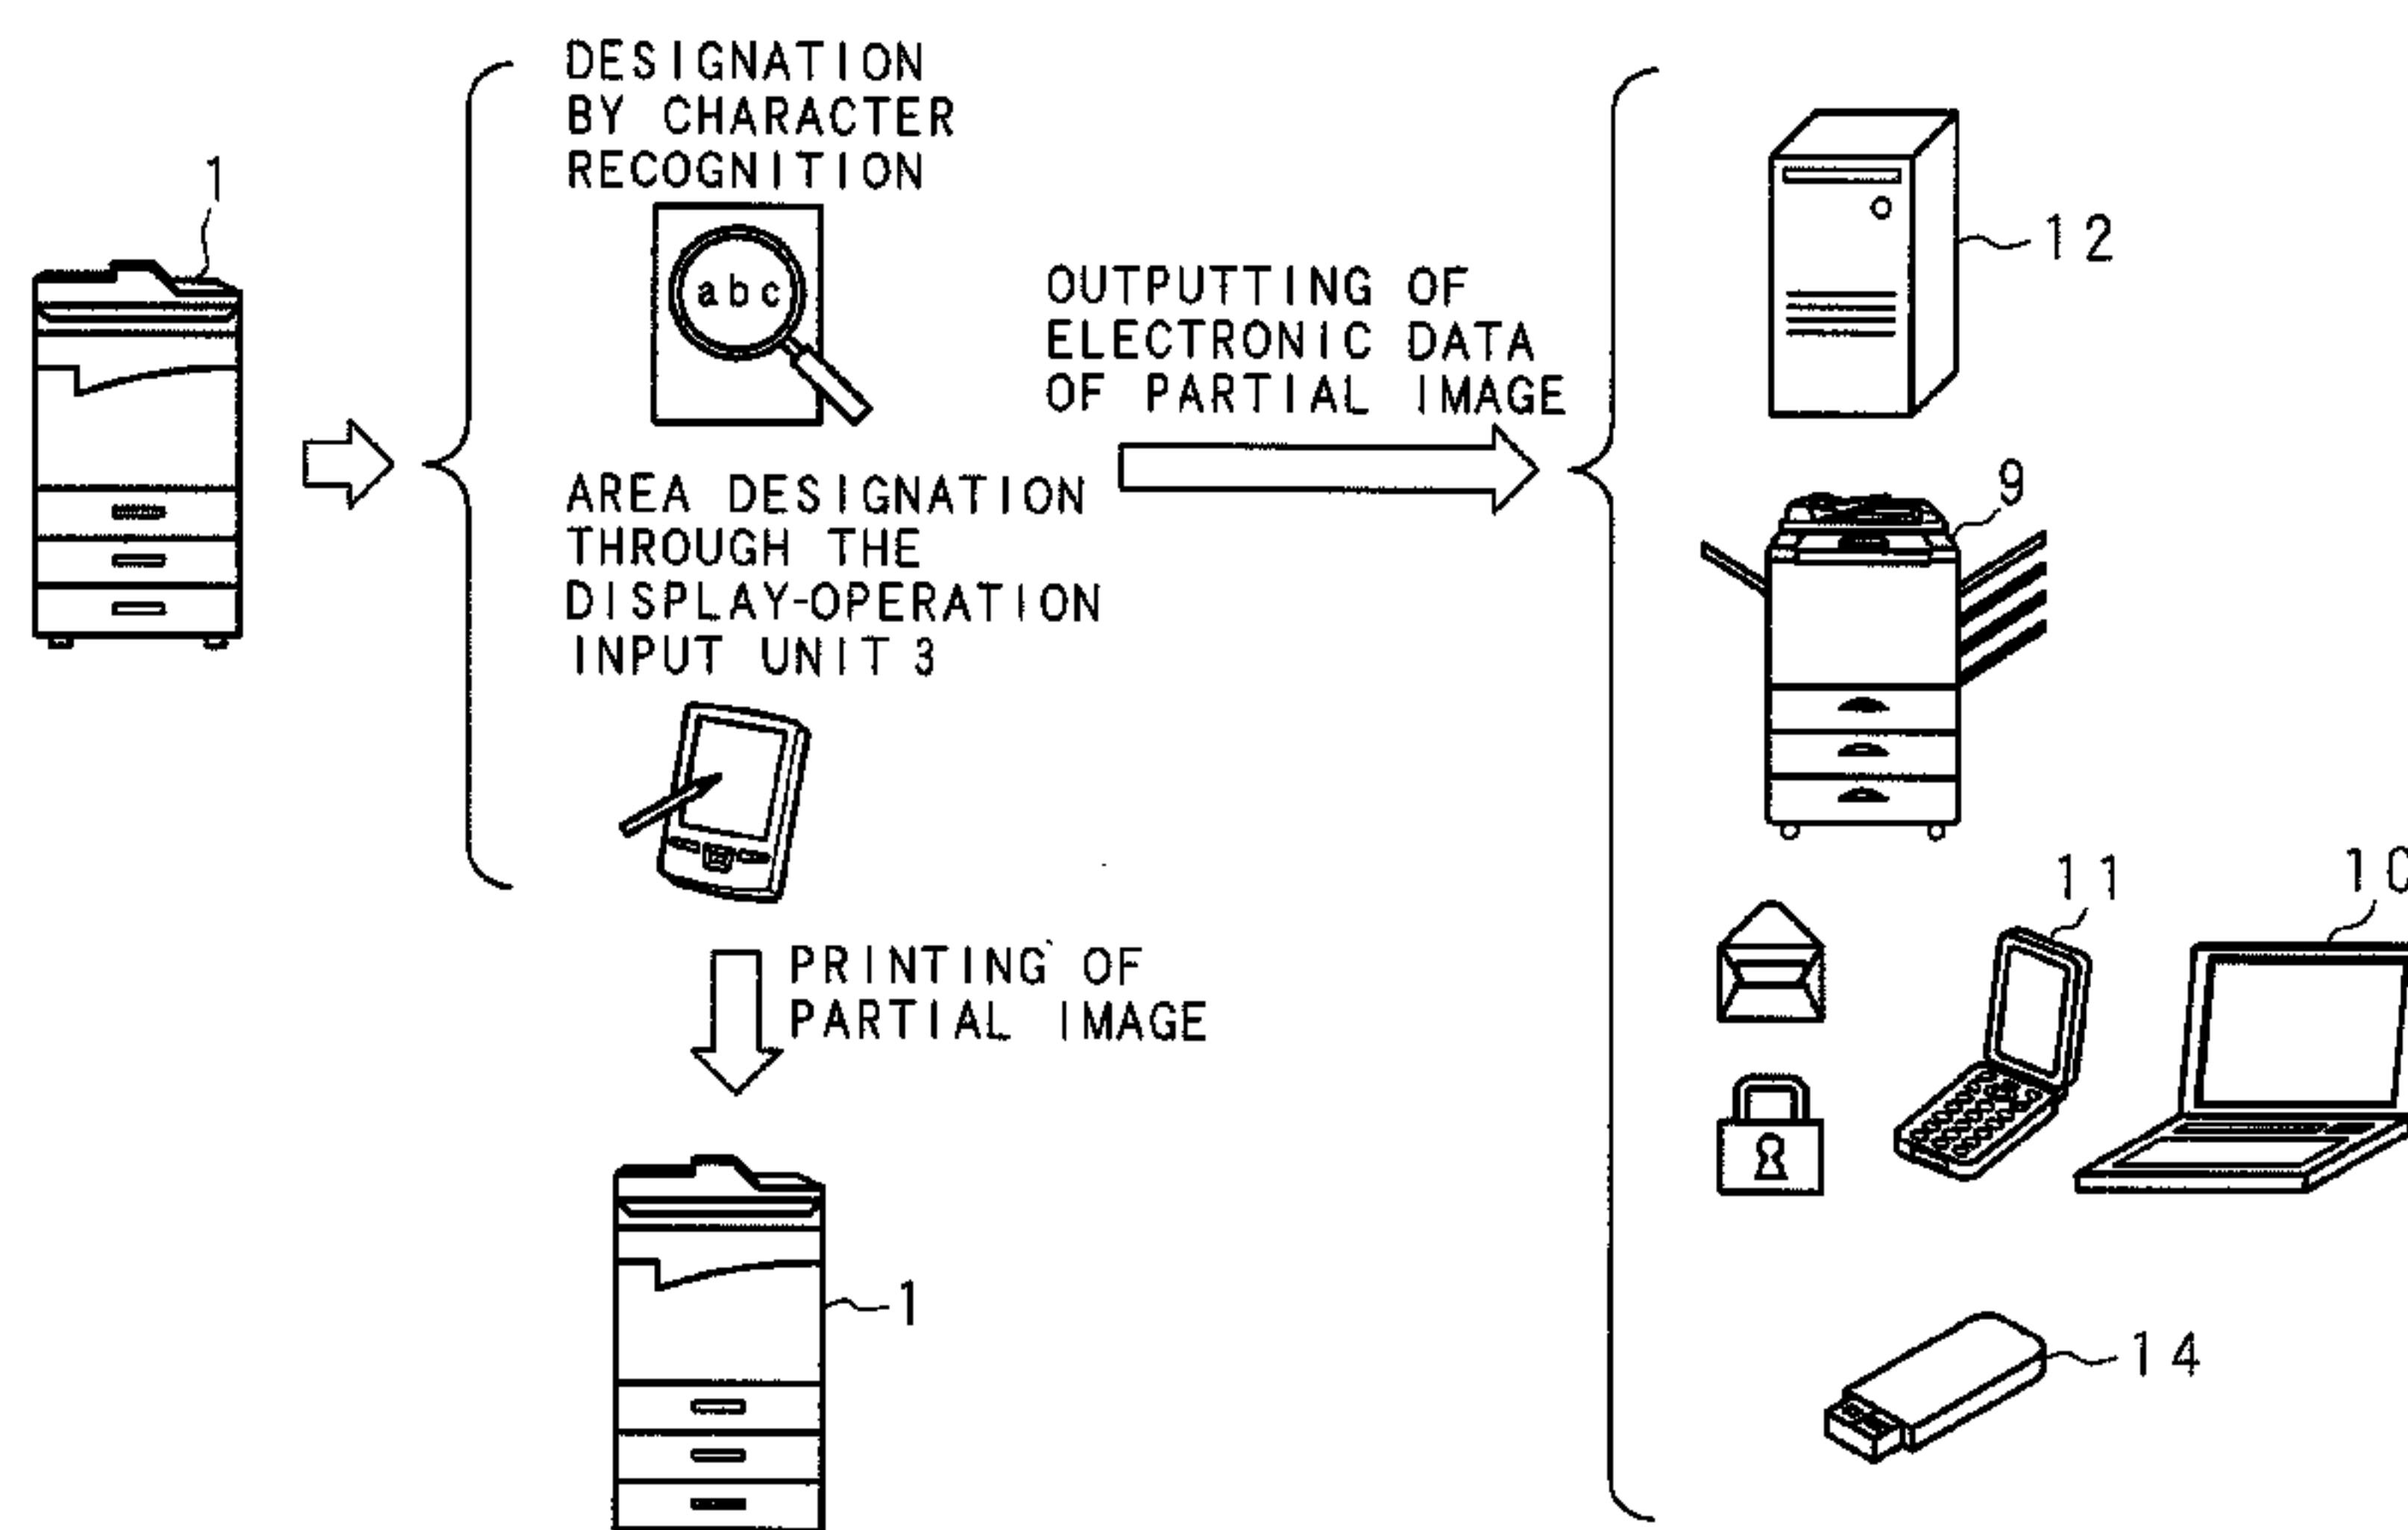 1
DESIGNATION
BY CHARACTER
RECOGNITION
abc
AREA DESIGNATION
THROUGH THE
DISPLAY-OPERATION
INPUT UNIT 3
OUTPUTTING OF
ELECTRONIC DATA
OF PARTIAL IMAGE
12
9
11
10
14
PRINTING OF
PARTIAL IMAGE
1